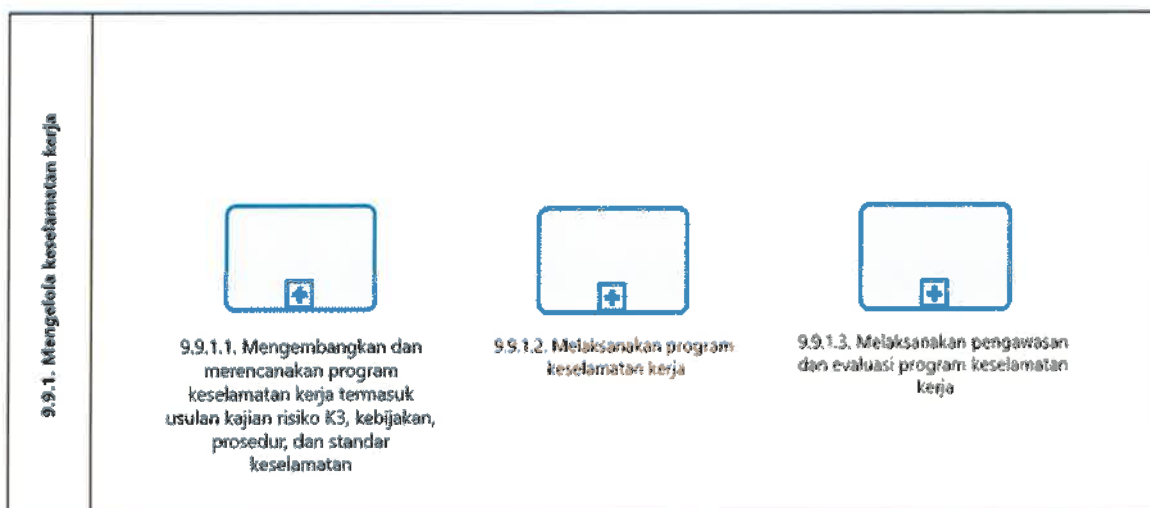 9.9.1. Mengelola keselamatan kerja
9.9.1.1. Mengembangkan dan
merencanakan program
keselamatan kerja termasuk
usulan kajian risiko K3, kebijakan,
prosedur, dan standar
keselamatan
9.9.1.2. Melaksanakan program
keselamatan kerja
9.9.1.3. Melaksanakan pengawasan
dan evaluasi program keselamatan
kerja